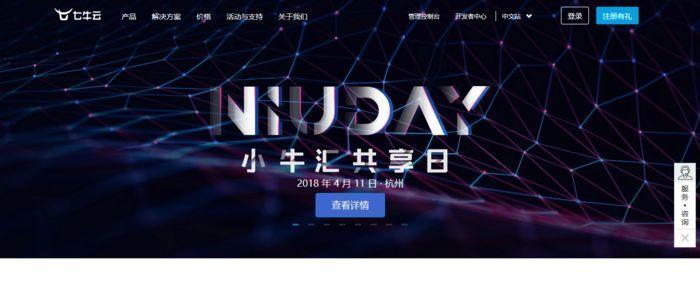 七牛云 产品 解决方案 价格 活动与支持 关于我们 管理控制台 开发者中心 中文站 登录 注册有礼
NIUDAY
小牛汇共享日
2018 年 4 月 11 日 · 杭州
查看详情
服务·咨询